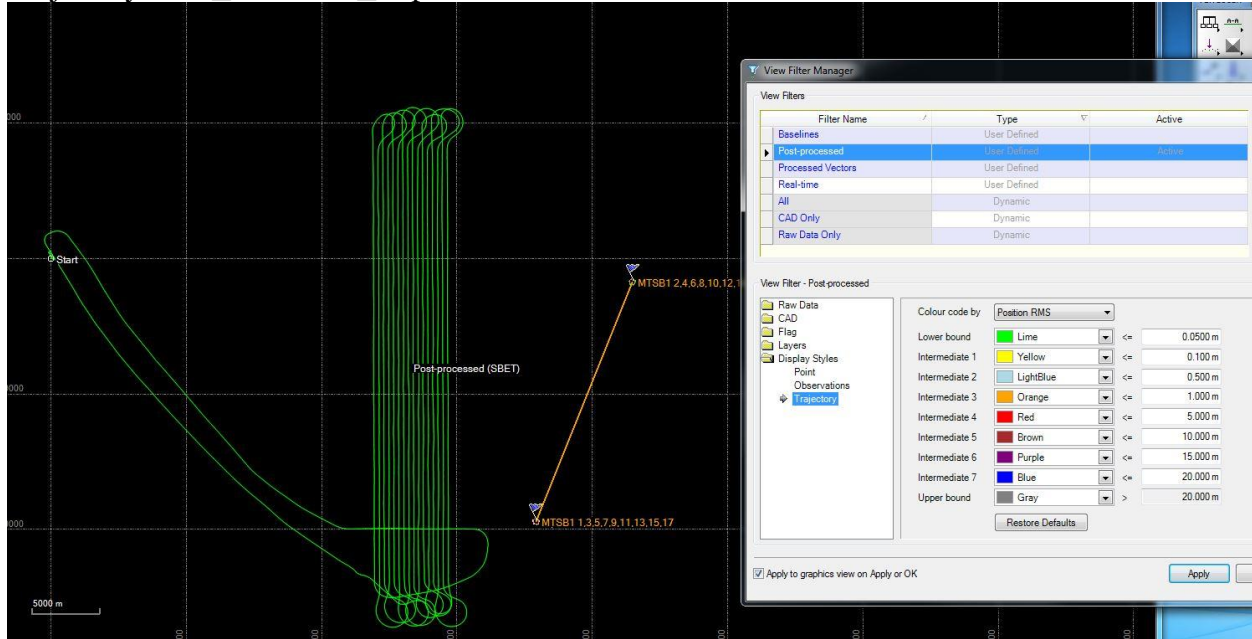 View Filter Manager
View Filters
Filter Name Type Active
Baselines User Defined
Post-processed User Defined Active
Processed Vectors User Defined
Real-time User Defined
All Dynamic
CAD Only Dynamic
Raw Data Only Dynamic
View Filter - Post-processed
Raw Data
CAD
Flag
Layers
Display Styles
Point
Observations
Trajectory
Colour code by Position RMS
Lower bound Lime <= 0.0500 m
Intermediate 1 Yellow <= 0.100 m
Intermediate 2 LightBlue <= 0.500 m
Intermediate 3 Orange <= 1.000 m
Intermediate 4 Red <= 5.000 m
Intermediate 5 Brown <= 10.000 m
Intermediate 6 Purple <= 15.000 m
Intermediate 7 Blue <= 20.000 m
Upper bound Gray > 20.000 m
Restore Defaults
Apply to graphics view on Apply or OK
Apply
000
Start
MTSB1 2,4,6,8,10,12,1
Post-processed (SBET)
000
MTSB1 1,3,5,7,9,11,13,15,17
000
5000 m